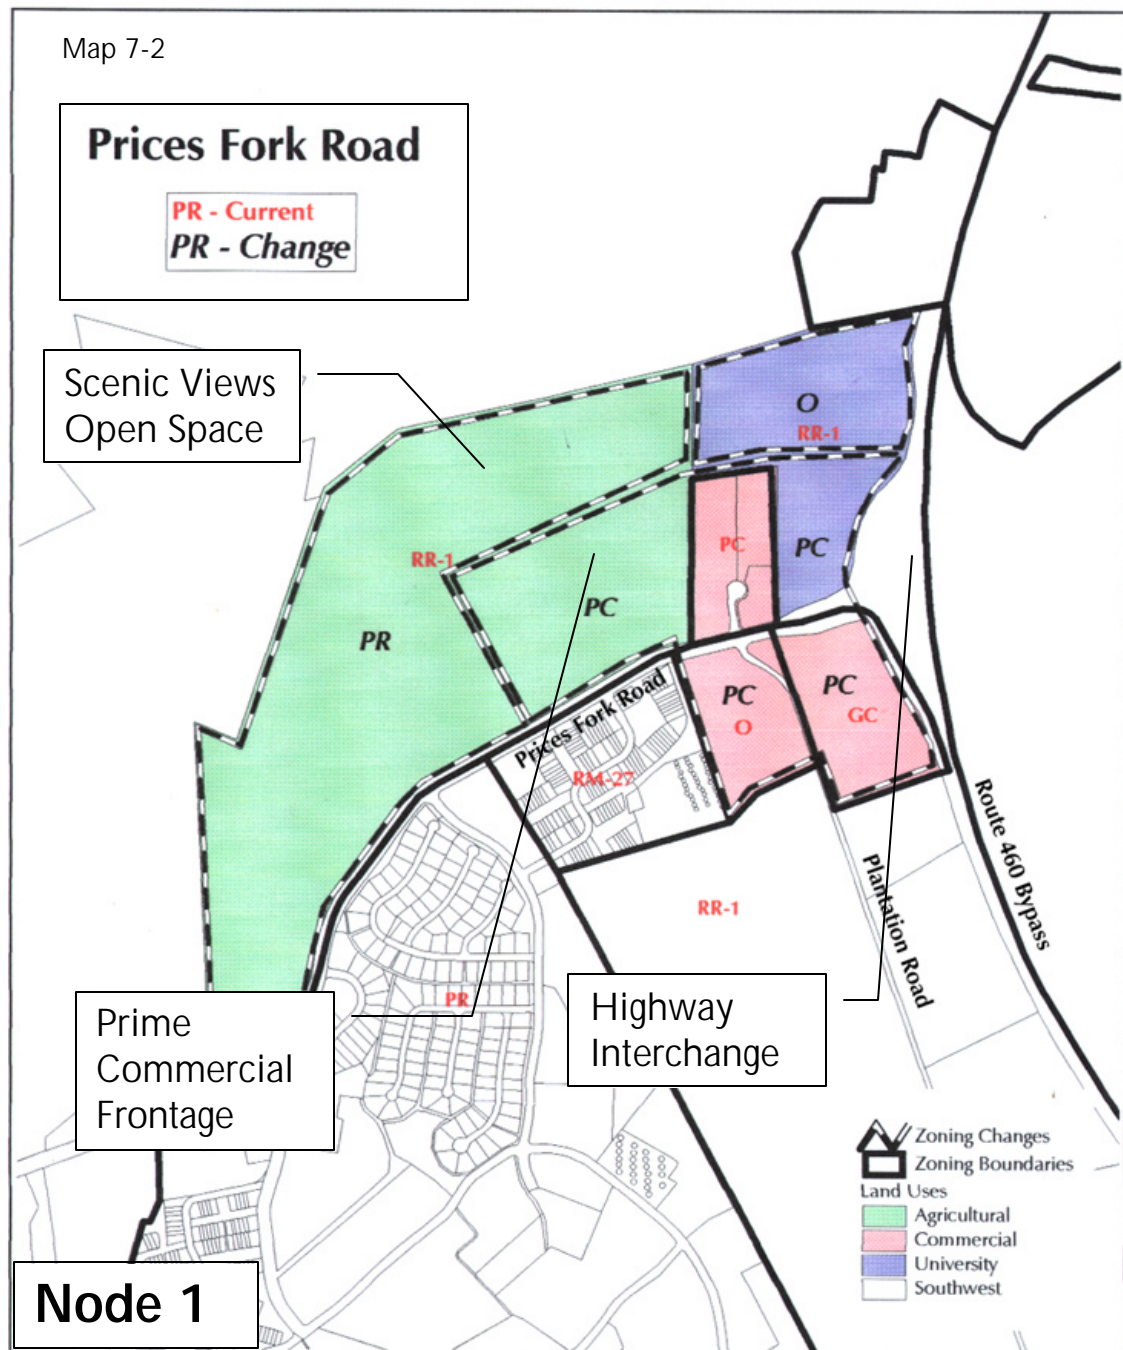 Map 7-2
Prices Fork Road
PR - Current
PR - Change
Scenic Views
Open Space
O
RR-1
RR-1
PC
PC
PC
PR
PC
O
PC
GC
Prices Fork Road
RM-27
Route 460 Bypass
Plantation Road
RR-1
PR
Prime
Commercial
Frontage
Highway
Interchange
Zoning Changes
Zoning Boundaries
Land Uses
Agricultural
Commercial
University
Southwest
Node 1